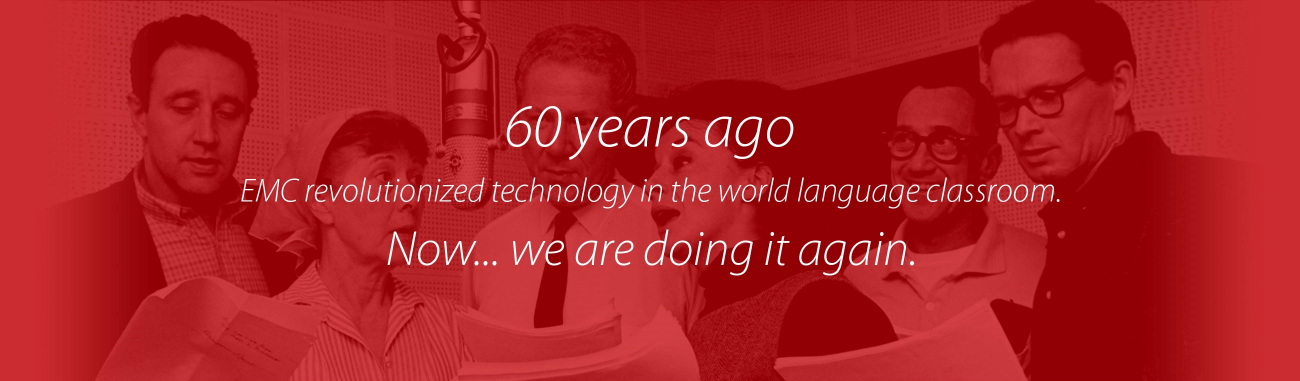 60 years ago
EMC revolutionized technology in the world language classroom.
Now... we are doing it again.